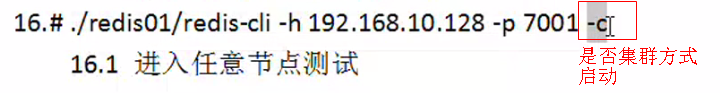 16.# ./redis01/redis-cli -h 192.168.10.128 -p 7001 -c
是否集群方式
启动
16.1 进入任意节点测试